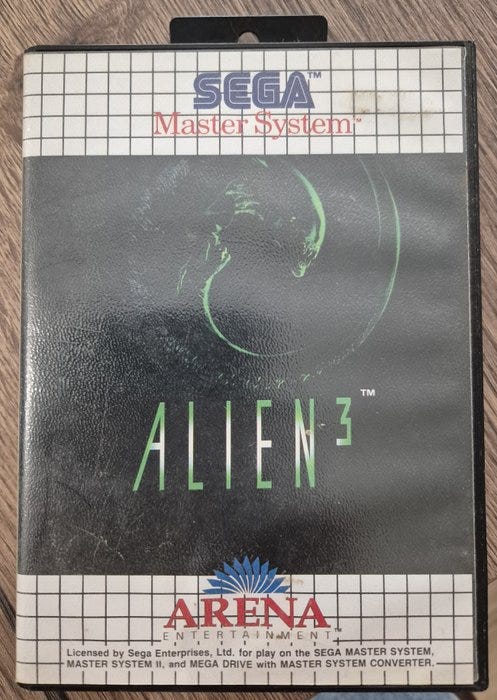 SEGA™
Master System™
ALIEN³™
ARENA
ENTERTAINMENT™
Licensed by Sega Enterprises, Ltd. for play on the SEGA MASTER SYSTEM,
MASTER SYSTEM II, and MEGA DRIVE with MASTER SYSTEM CONVERTER.